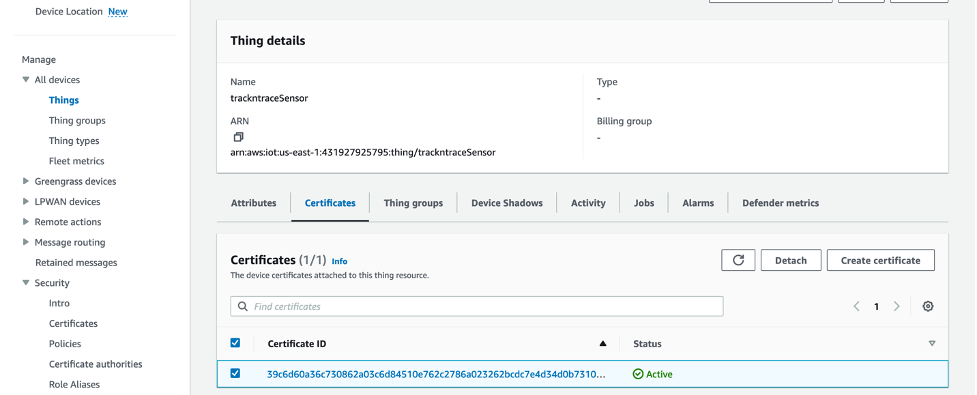 Device Location New
Manage
All devices
Things
Thing groups
Thing types
Fleet metrics
Greengrass devices
LPWAN devices
Remote actions
Message routing
Retained messages
Security
Intro
Certificates
Policies
Certificate authorities
Role Aliases
Thing details
Name
trackntraceSensor
Type
-
ARN
arn:aws:iot:us-east-1:431927925795:thing/trackntraceSensor
Billing group
-
Attributes Certificates Thing groups Device Shadows Activity Jobs Alarms Defender metrics
Certificates (1/1) Info
The device certificates attached to this thing resource.
Detach Create certificate
Find certificates
1
Certificate ID Status
39c6d60a36c730862a03c6d84510e762c2786a023262bcdc7e4d34d0b7310... Active